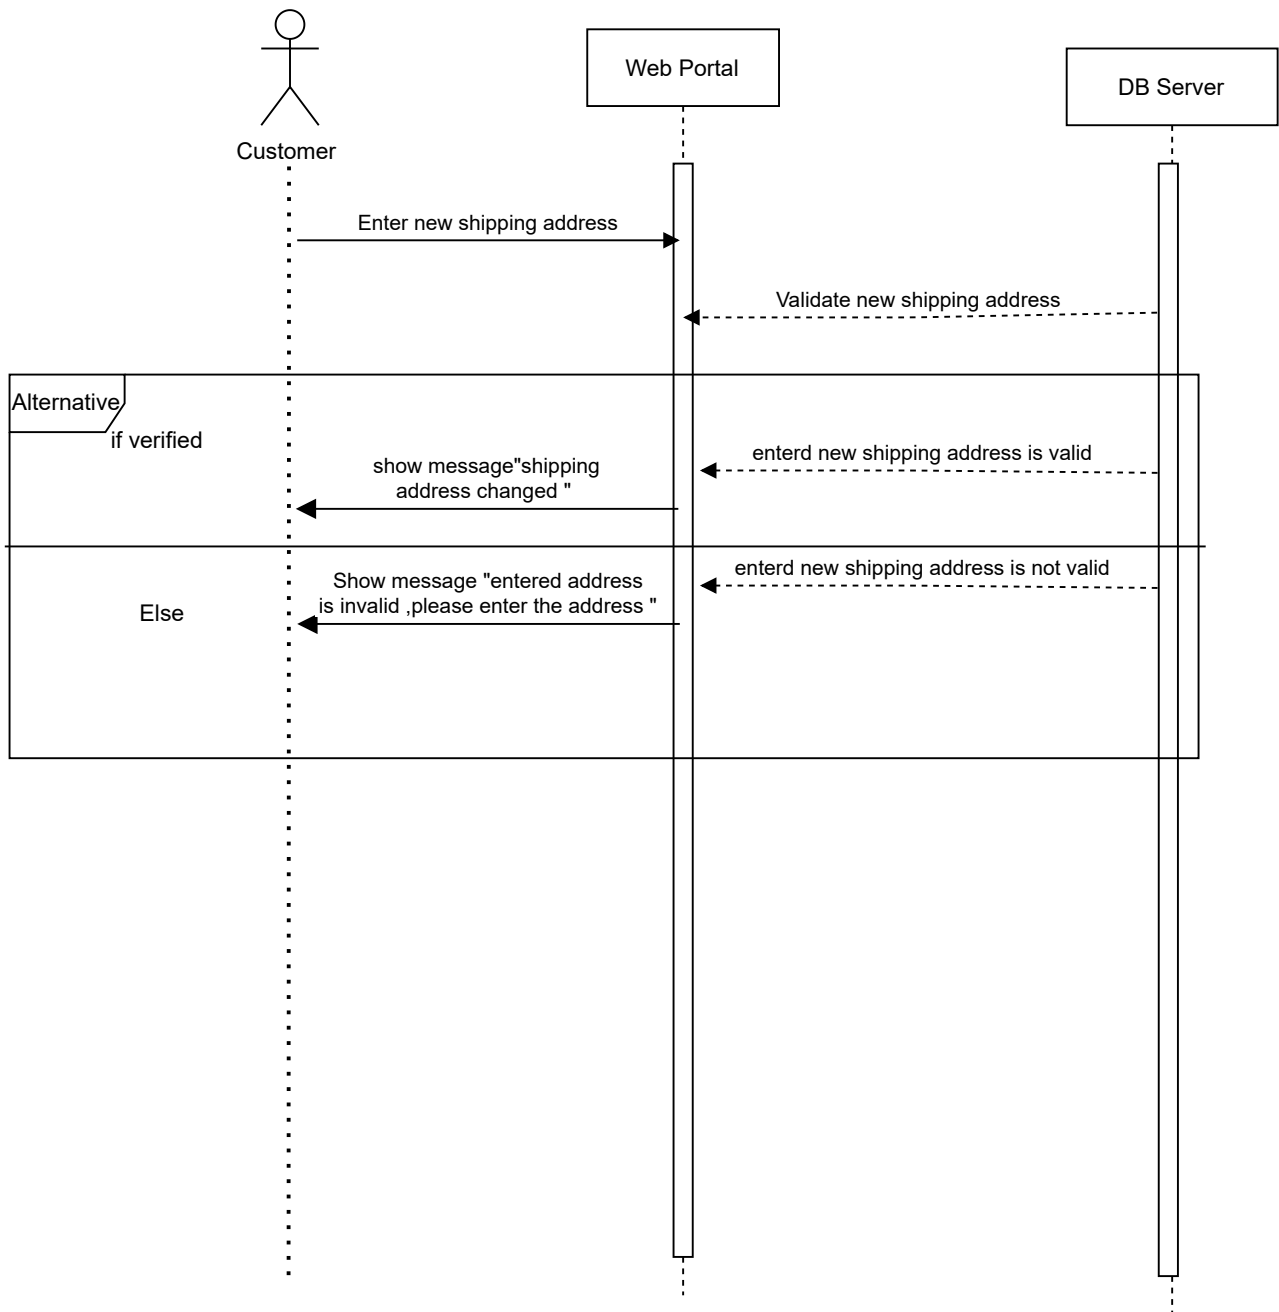 Web Portal
DB Server
Customer
Enter new shipping address
Validate new shipping address
Alternative
if verified
enterd new shipping address is valid
show message"shipping
address changed "
enterd new shipping address is not valid
Show message "entered address
is invalid ,please enter the address "
Else